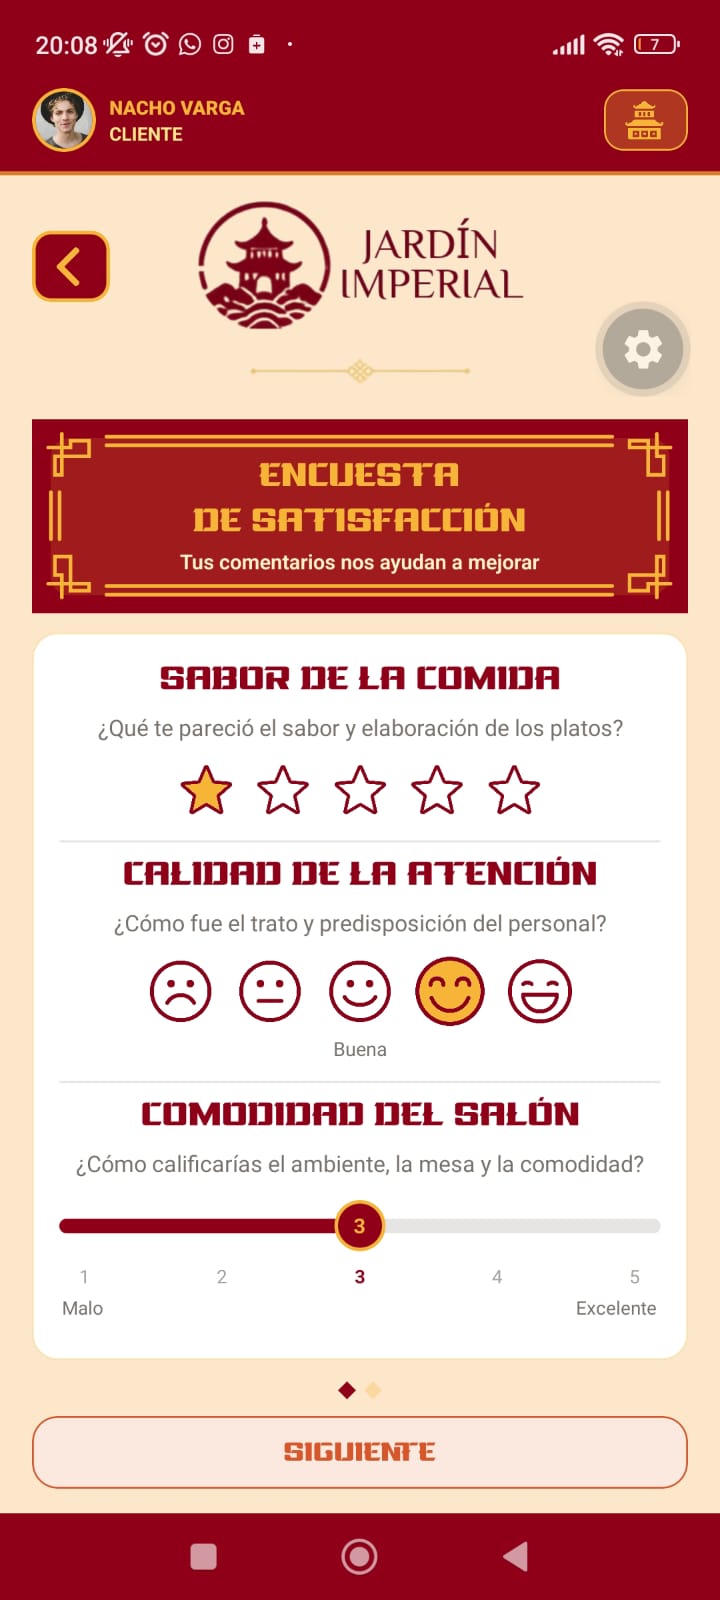 20:08
7
NACHO VARGA
CLIENTE
JARDÍN
IMPERIAL
ENCUESTA
DE SATISFACCIÓN
Tus comentarios nos ayudan a mejorar
SABOR DE LA COMIDA
¿Qué te pareció el sabor y elaboración de los platos?
CALIDAD DE LA ATENCIÓN
¿Cómo fue el trato y predisposición del personal?
Buena
COMODIDAD DEL SALÓN
¿Cómo calificarías el ambiente, la mesa y la comodidad?
3
1 2 3 4 5
Malo Excelente
SIGUIENTE